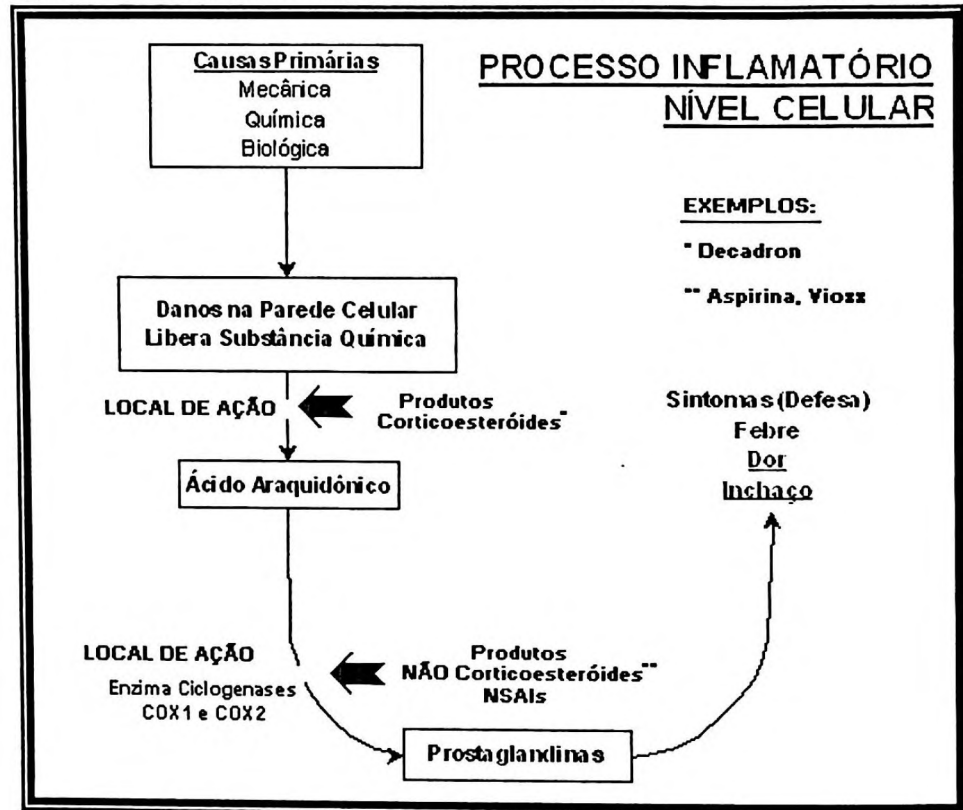 Causas Primárias
Mecânica
Química
Biológica
PROCESSO INFLAMATÓRIO
NÍVEL CELULAR
EXEMPLOS:
* Decadron
** Aspirina, Vioxx
Danos na Parede Celular
Libera Substância Química
LOCAL DE AÇÃO
Produtos
Corticoesteróides*
Ácido Araquidônico
Sintomas (Defesa)
Febre
Dor
Inchaço
LOCAL DE AÇÃO
Enzima Ciclogenases
COX1 e COX2
Produtos
NÃO Corticoesteróides**
NSAIs
Prostaglandinas